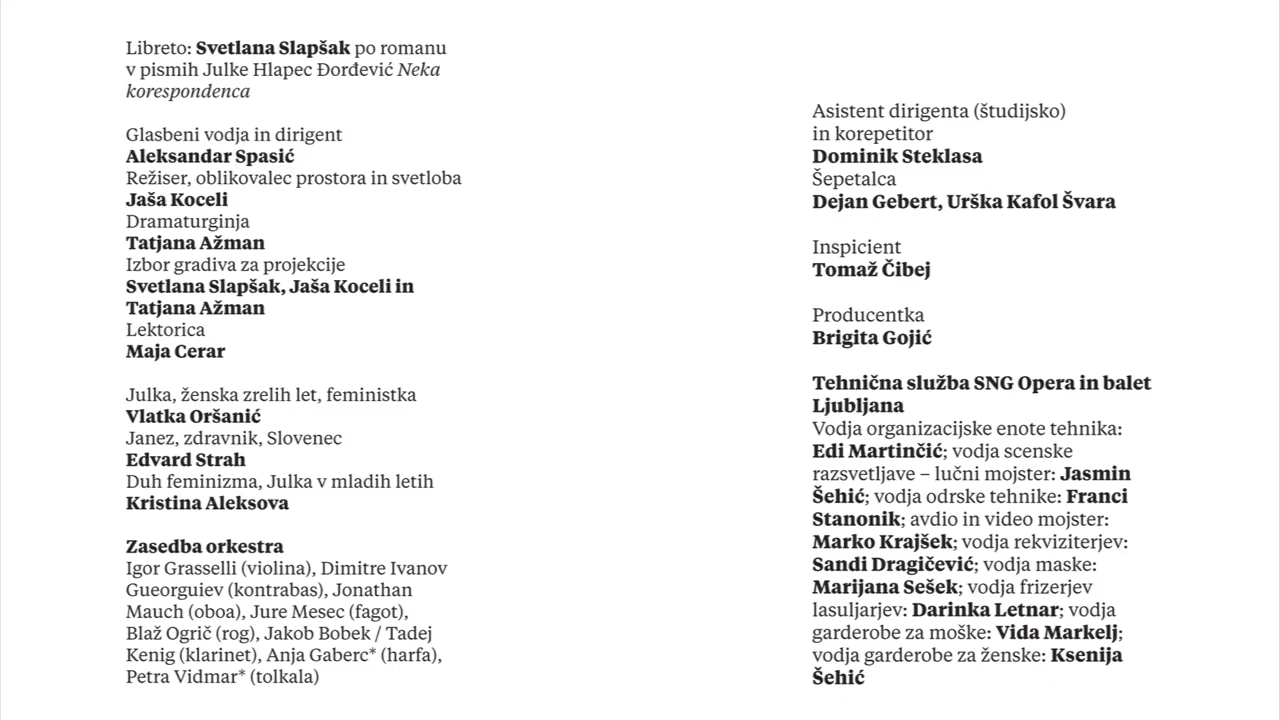 Libreto: Svetlana Slapšak po romanu
v pismih Julke Hlapec Đorđević Neka
korespondenca
Glasbeni vodja in dirigent
Aleksandar Spasić
Režiser, oblikovalec prostora in svetloba
Jaša Koceli
Dramaturginja
Tatjana Ažman
Izbor gradiva za projekcije
Svetlana Slapšak, Jaša Koceli in
Tatjana Ažman
Lektorica
Maja Cerar
Julka, ženska zrelih let, feministka
Vlatka Oršanić
Janez, zdravnik, Slovenec
Edvard Strah
Duh feminizma, Julka v mladih letih
Kristina Aleksova
Zasedba orkestra
Igor Grasselli (violina), Dimitre Ivanov
Gueorguiev (kontrabas), Jonathan
Mauch (oboa), Jure Mesec (fagot),
Blaž Ogrič (rog), Jakob Bobek / Tadej
Kenig (klarinet), Anja Gaberc* (harfa),
Petra Vidmar* (tolkala)
Asistent dirigenta (študijsko)
in korepetitor
Dominik Steklasa
Šepetalca
Dejan Gebert, Urška Kafol Švara
Inspicient
Tomaž Čibej
Producentka
Brigita Gojić
Tehnična služba SNG Opera in balet
Ljubljana
Vodja organizacijske enote tehnika:
Edi Martinčić; vodja scenske
razsvetljave – lučni mojster: Jasmin
Šehić; vodja odrske tehnike: Franci
Stanonik; avdio in video mojster:
Marko Krajšek; vodja rekviziterjev:
Sandi Dragičević; vodja maske:
Marijana Sešek; vodja frizerjev
lasuljarjev: Darinka Letnar; vodja
garderobe za moške: Vida Markelj;
vodja garderobe za ženske: Ksenija
Šehić